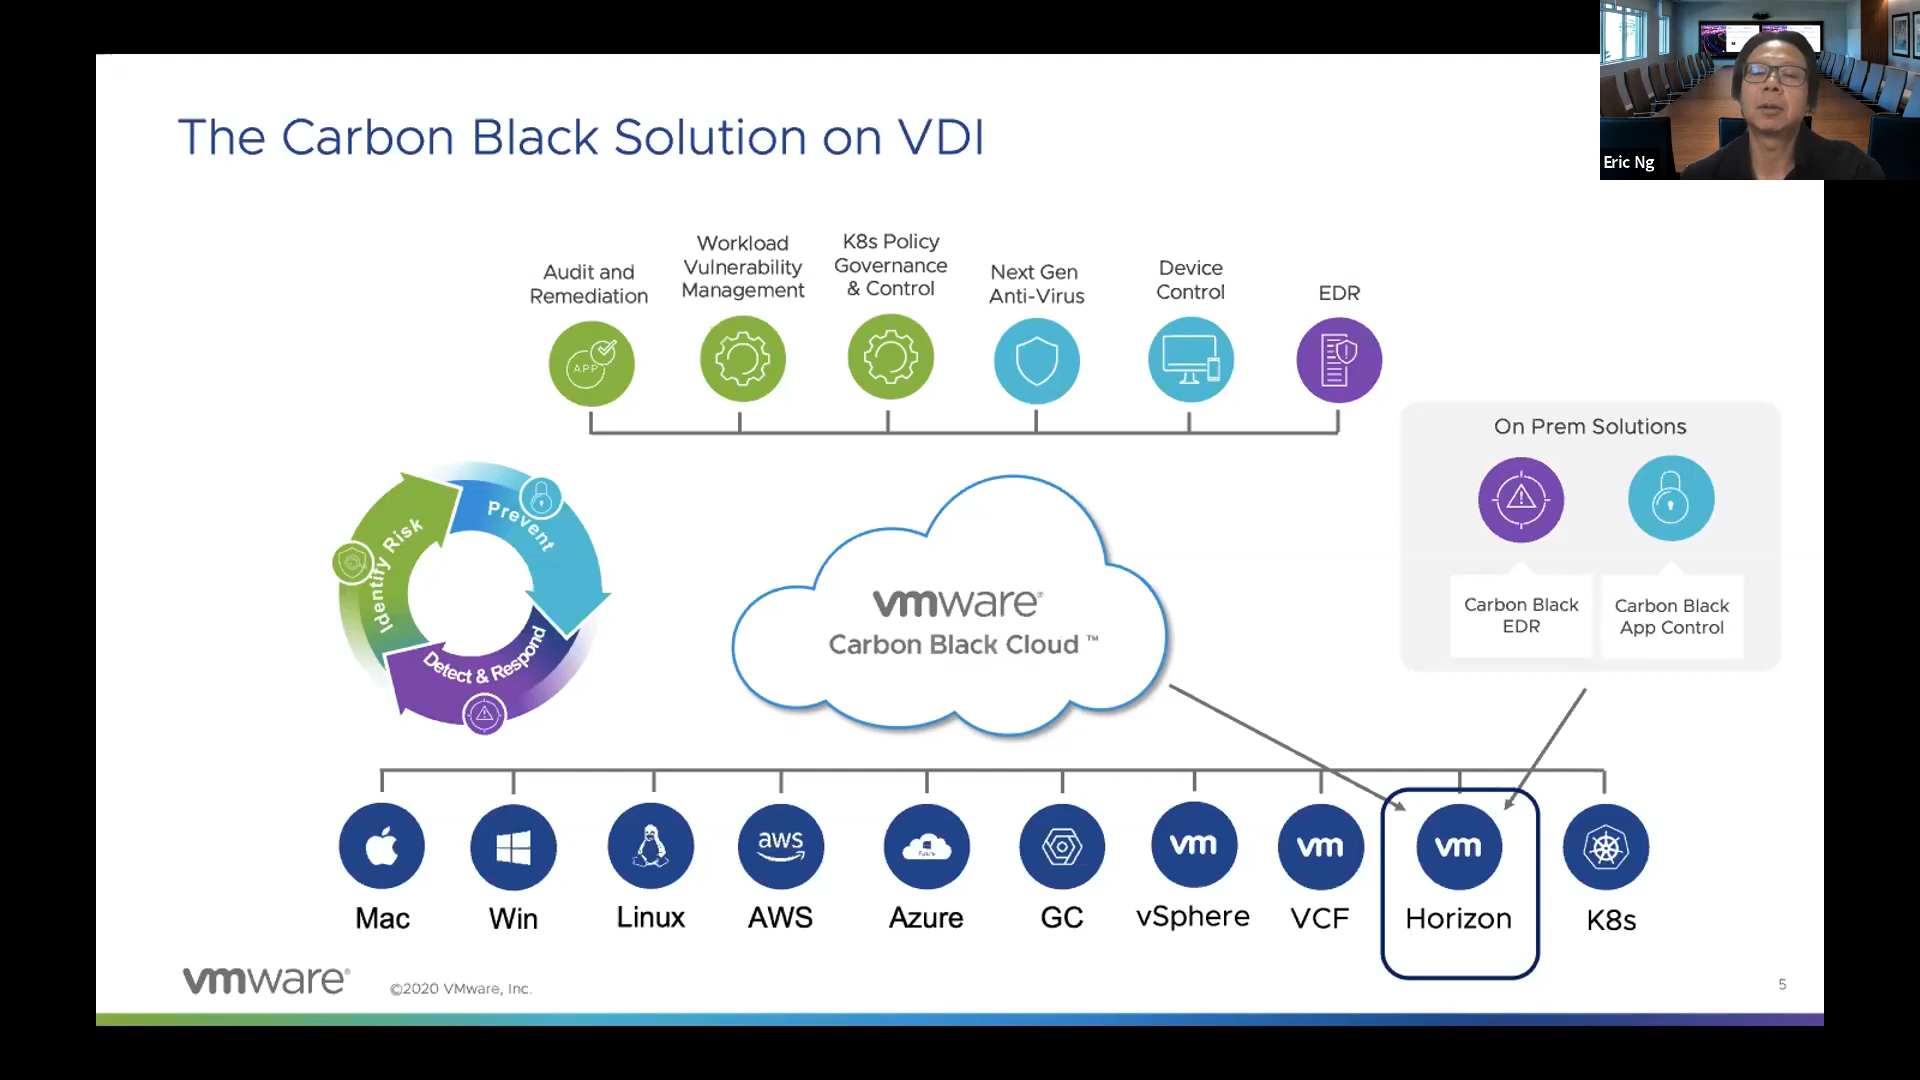 The Carbon Black Solution on VDI
Eric Ng
Audit and
Remediation
Workload
Vulnerability
Management
K8s Policy
Governance
& Control
Next Gen
Anti-Virus
Device
Control
EDR
APP
On Prem Solutions
Carbon Black
EDR
Carbon Black
App Control
Identify Risk
Prevent
Detect & Respond
vmware®
Carbon Black Cloud ™
aws
Azure
vm
vm
vm
Mac
Win
Linux
AWS
Azure
GC
vSphere
VCF
Horizon
K8s
vmware®
©2020 VMware, Inc.
5